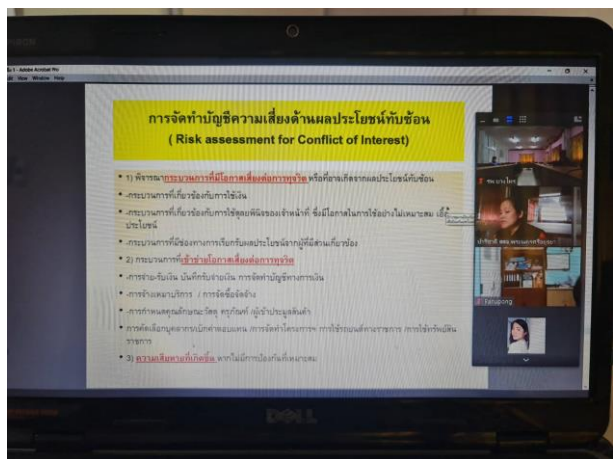 Adobe Acrobat Pro
View Window Help
การจัดทำบัญชีความเสี่ยงด้านผลประโยชน์ทับซ้อน
( Risk assessment for Conflict of Interest)
• 1) พิจารณากระบวนการที่มีโอกาสเสี่ยงต่อการทุจริต หรือที่อาจเกิดจากผลประโยชน์ทับซ้อน
• -กระบวนการที่เกี่ยวข้องกับการใช้เงิน
• -กระบวนการที่เกี่ยวข้องกับการใช้ดุลยพินิจของเจ้าหน้าที่ ซึ่งมีโอกาสในการใช้อย่างไม่เหมาะสม เอื้อ
ประโยชน์
• -กระบวนการที่มีช่องทางการเรียกรับผลประโยชน์จากผู้ที่มีส่วนเกี่ยวข้อง
• 2) กระบวนการที่เข้าข่ายโอกาสเสี่ยงต่อการทุจริต
• -การจ่าย-รับเงิน บันทึกรับจ่ายเงิน การจัดทำบัญชีทางการเงิน
• -การจ้างเหมาบริการ / การจัดซื้อจัดจ้าง
• -การกำหนดคุณลักษณะวัสดุ ครุภัณฑ์ ผู้เข้าประมูลสินค้า
การคัดเลือกบุคลากร/เบิกค่าตอบแทน /การจัดทำโครงการฯ การใช้รถยนต์ทางราชการ /การใช้ทรัพย์สิน
ราชการ
• 3) ความเสียหายที่เกิดขึ้น หากไม่มีการป้องกันที่เหมาะสม
รพ. บางไทร
Ferupong
DELL